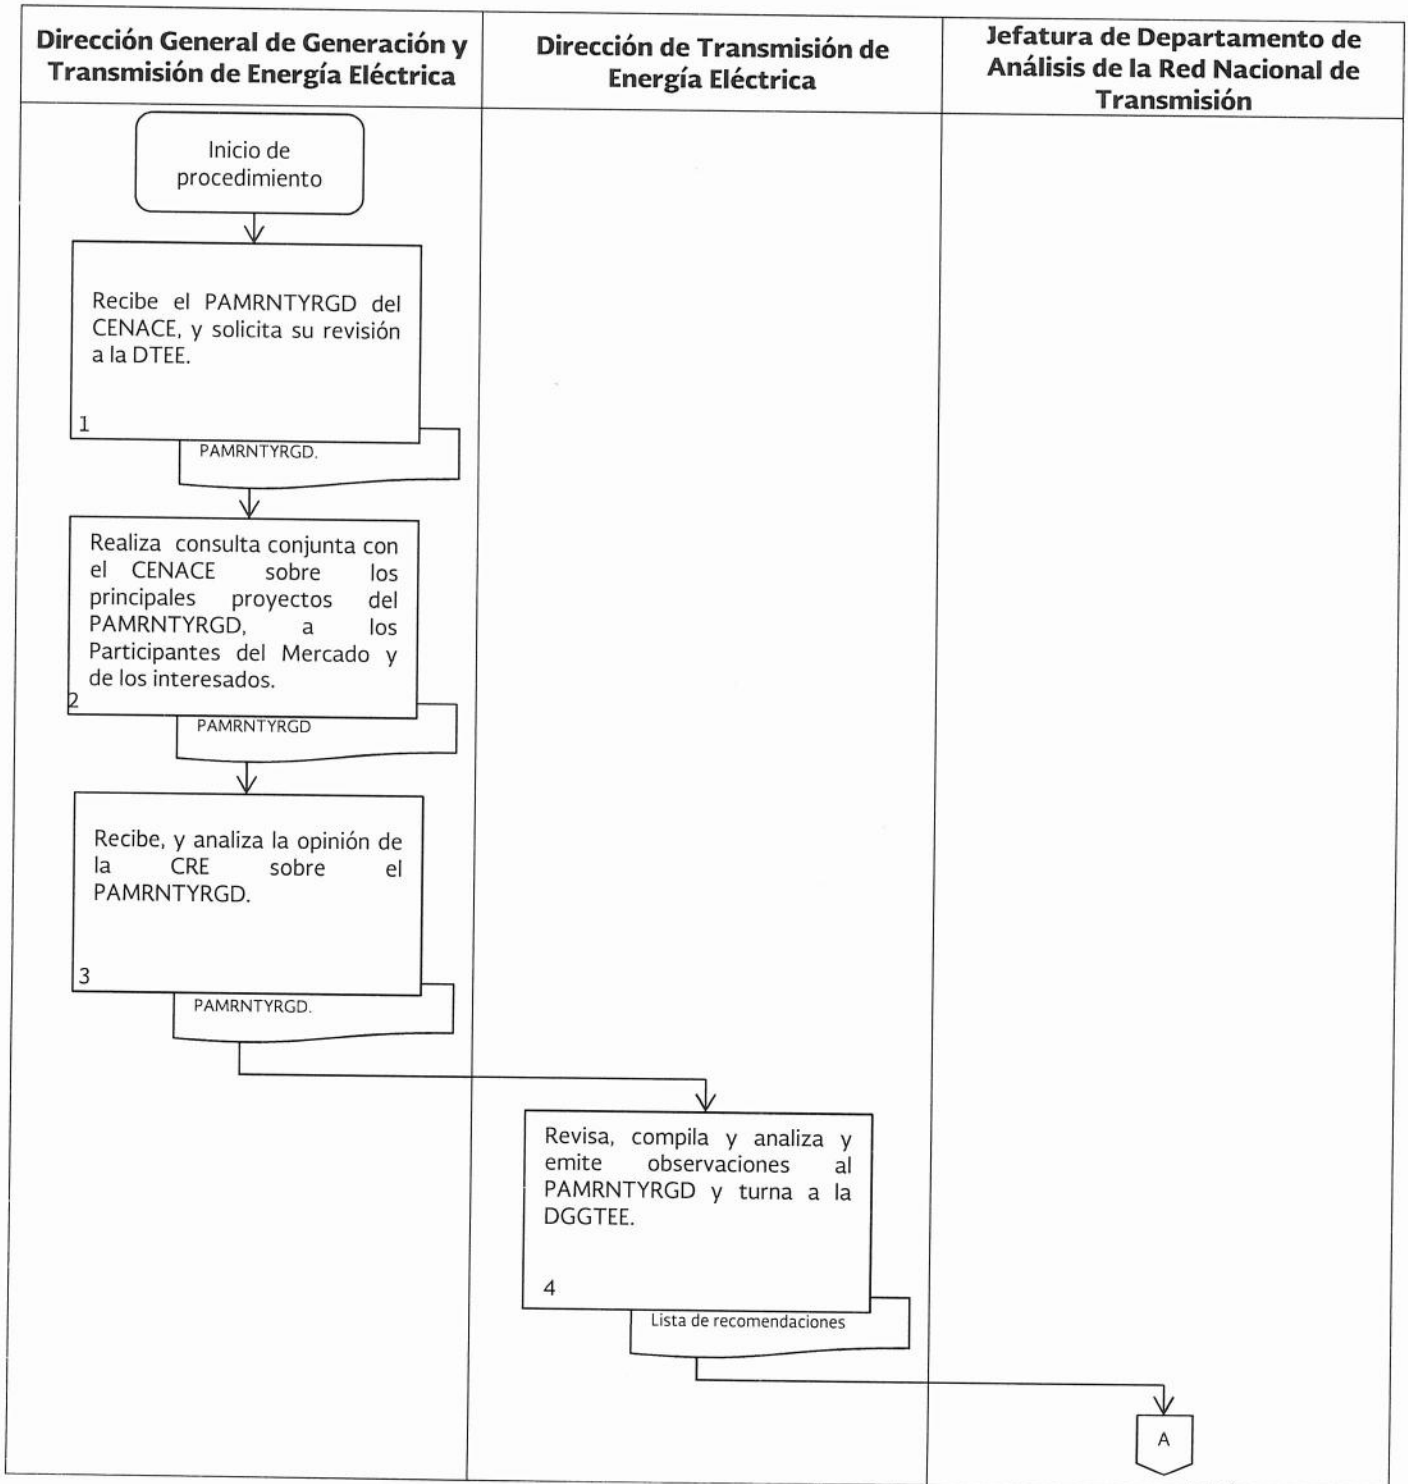 Dirección General de Generación y
Transmisión de Energía Eléctrica
Dirección de Transmisión de
Energía Eléctrica
Jefatura de Departamento de
Análisis de la Red Nacional de
Transmisión
Inicio de
procedimiento
Recibe el PAMRNTYRGD del
CENACE, y solicita su revisión
a la DTEE.
1
PAMRNTYRGD.
Realiza consulta conjunta con
el CENACE sobre los
principales proyectos del
PAMRNTYRGD, a los
Participantes del Mercado y
de los interesados.
2
PAMRNTYRGD
Recibe, y analiza la opinión de
la CRE sobre el
PAMRNTYRGD.
3
PAMRNTYRGD.
Revisa, compila y analiza y
emite observaciones al
PAMRNTYRGD y turna a la
DGGTEE.
4
Lista de recomendaciones
A